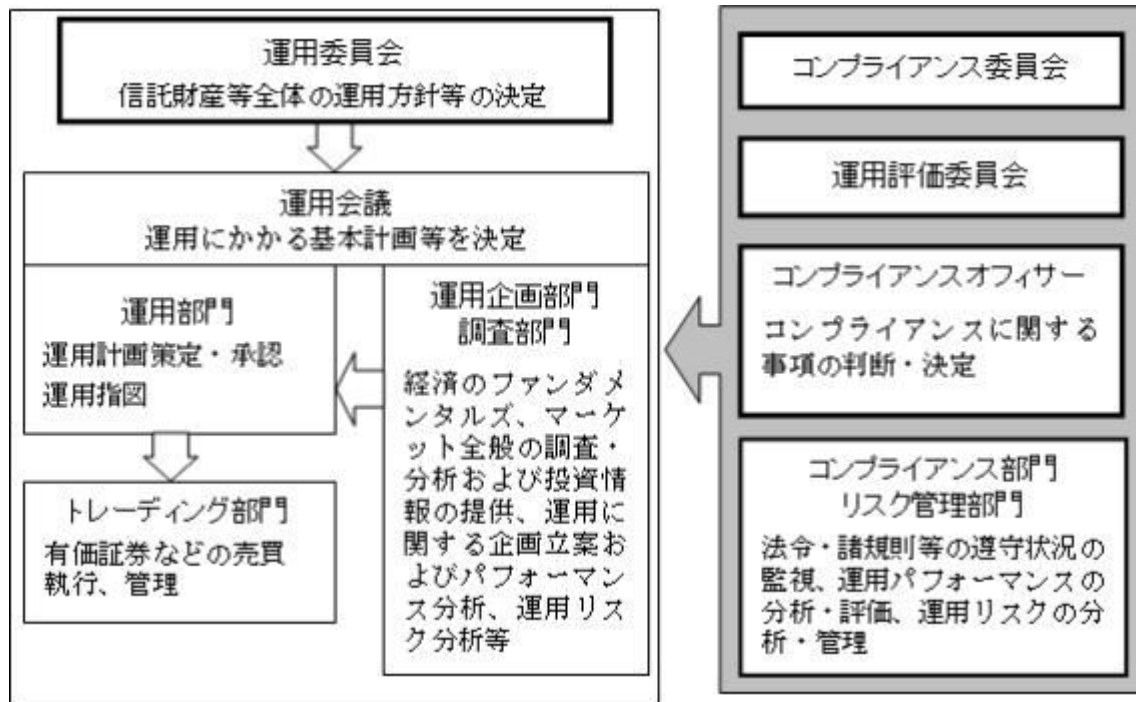 運用委員会
信託財産等全体の運用方針等の決定
運用会議
運用にかかる基本計画等を決定
運用部門
運用計画策定・承認
運用指図
運用企画部門
調査部門
経済のファンダメ
ンタルズ、マーケ
ット全般の調査・
分析および投資情
報の提供、運用に
関する企画立案お
よびパフォーマン
ス分析、運用リス
ク分析等
トレーディング部門
有価証券などの売買
執行、管理
コンプライアンス委員会
運用評価委員会
コンプライアンスオフィサー
コンプライアンスに関する
事項の判断・決定
コンプライアンス部門
リスク管理部門
法令・諸規則等の遵守状況の
監視、運用パフォーマンスの
分析・評価、運用リスクの分
析・管理